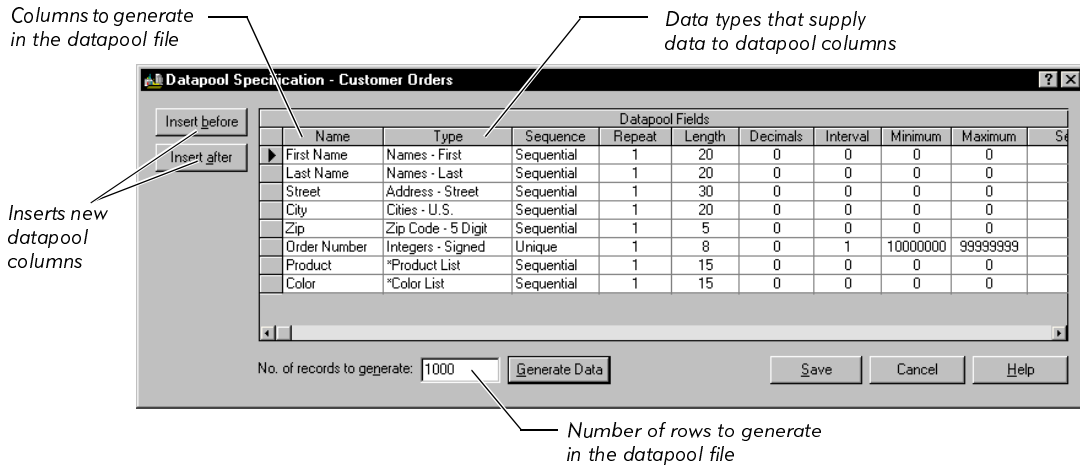 Columns to generate
in the datapool file
Data types that supply
data to datapool columns
Datapool Specification - Customer Orders
Insert before
Insert after
Inserts new
datapool
columns
Datapool Fields
Name Type Sequence Repeat Length Decimals Interval Minimum Maximum Se
First Name Names - First Sequential 1 20 0 0 0 0
Last Name Names - Last Sequential 1 20 0 0 0 0
Street Address - Street Sequential 1 30 0 0 0 0
City Cities - U.S. Sequential 1 20 0 0 0 0
Zip Zip Code - 5 Digit Sequential 1 5 0 0 0 0
Order Number Integers - Signed Unique 1 8 0 1 10000000 99999999
Product *Product List Sequential 1 15 0 0 0 0
Color *Color List Sequential 1 15 0 0 0 0
No. of records to generate: 1000 Generate Data Save Cancel Help
Number of rows to generate
in the datapool file